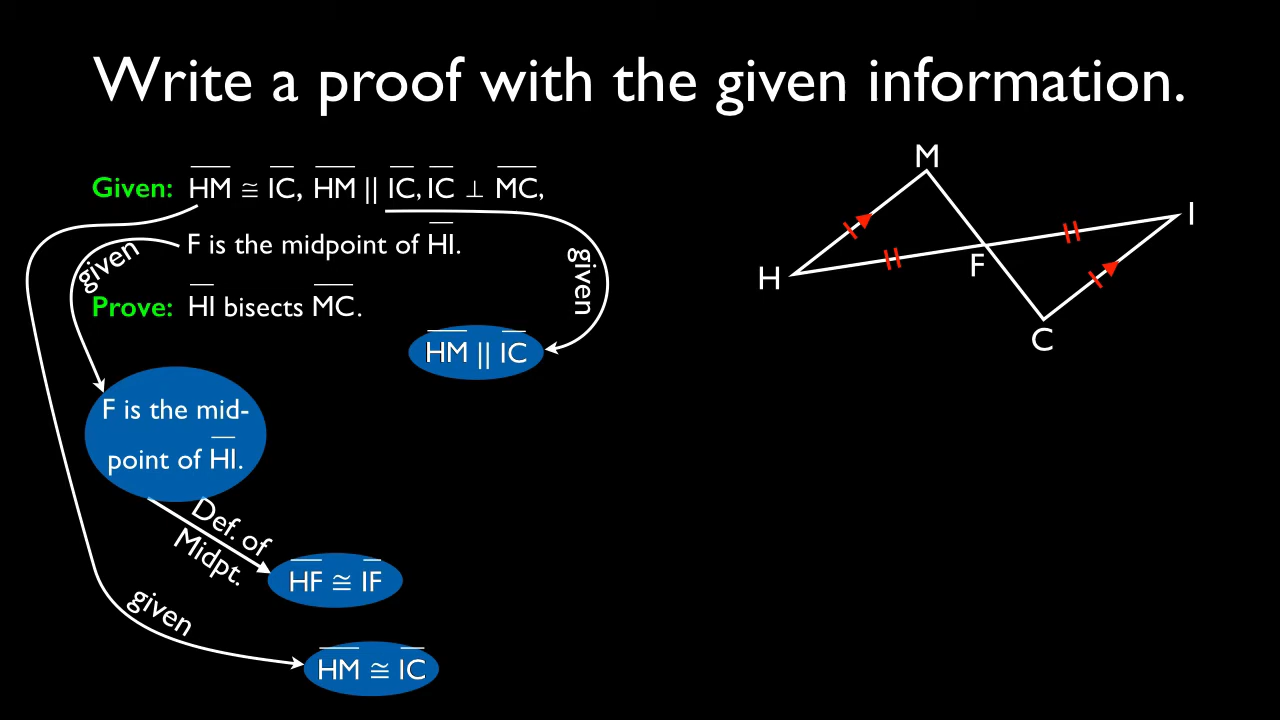 Write a proof with the given information.
Given: HM ≅ IC, HM || IC, IC ⊥ MC,
F is the midpoint of HI.
Prove: HI bisects MC.
given
given
HM || IC
F is the mid-
point of HI.
Def. of
Midpt.
HF ≅ IF
given
HM ≅ IC
M
I
H
F
C